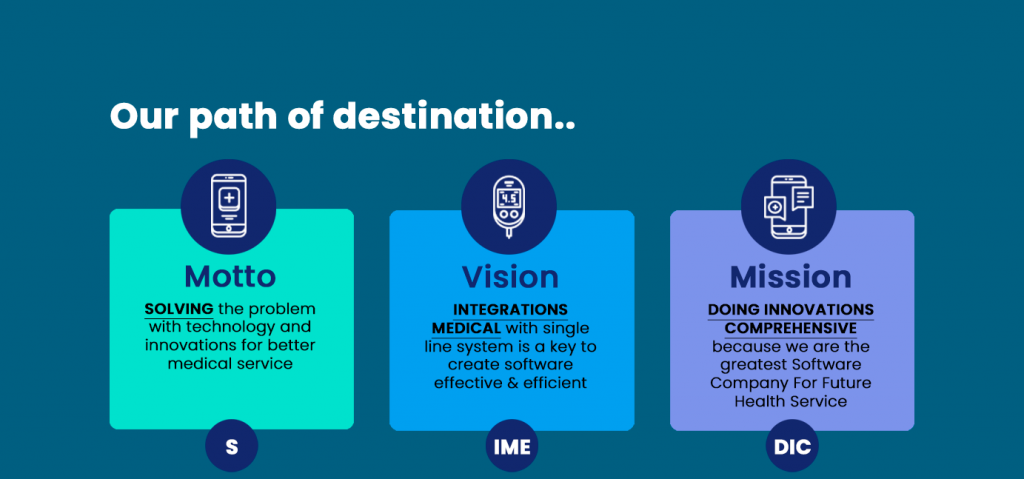 Our path of destination..
4.5
Motto
SOLVING the problem
with technology and
innovations for better
medical service
S
Vision
INTEGRATIONS
MEDICAL with single
line system is a key to
create software
effective & efficient
IME
Mission
DOING INNOVATIONS
COMPREHENSIVE
because we are the
greatest Software
Company For Future
Health Service
DIC